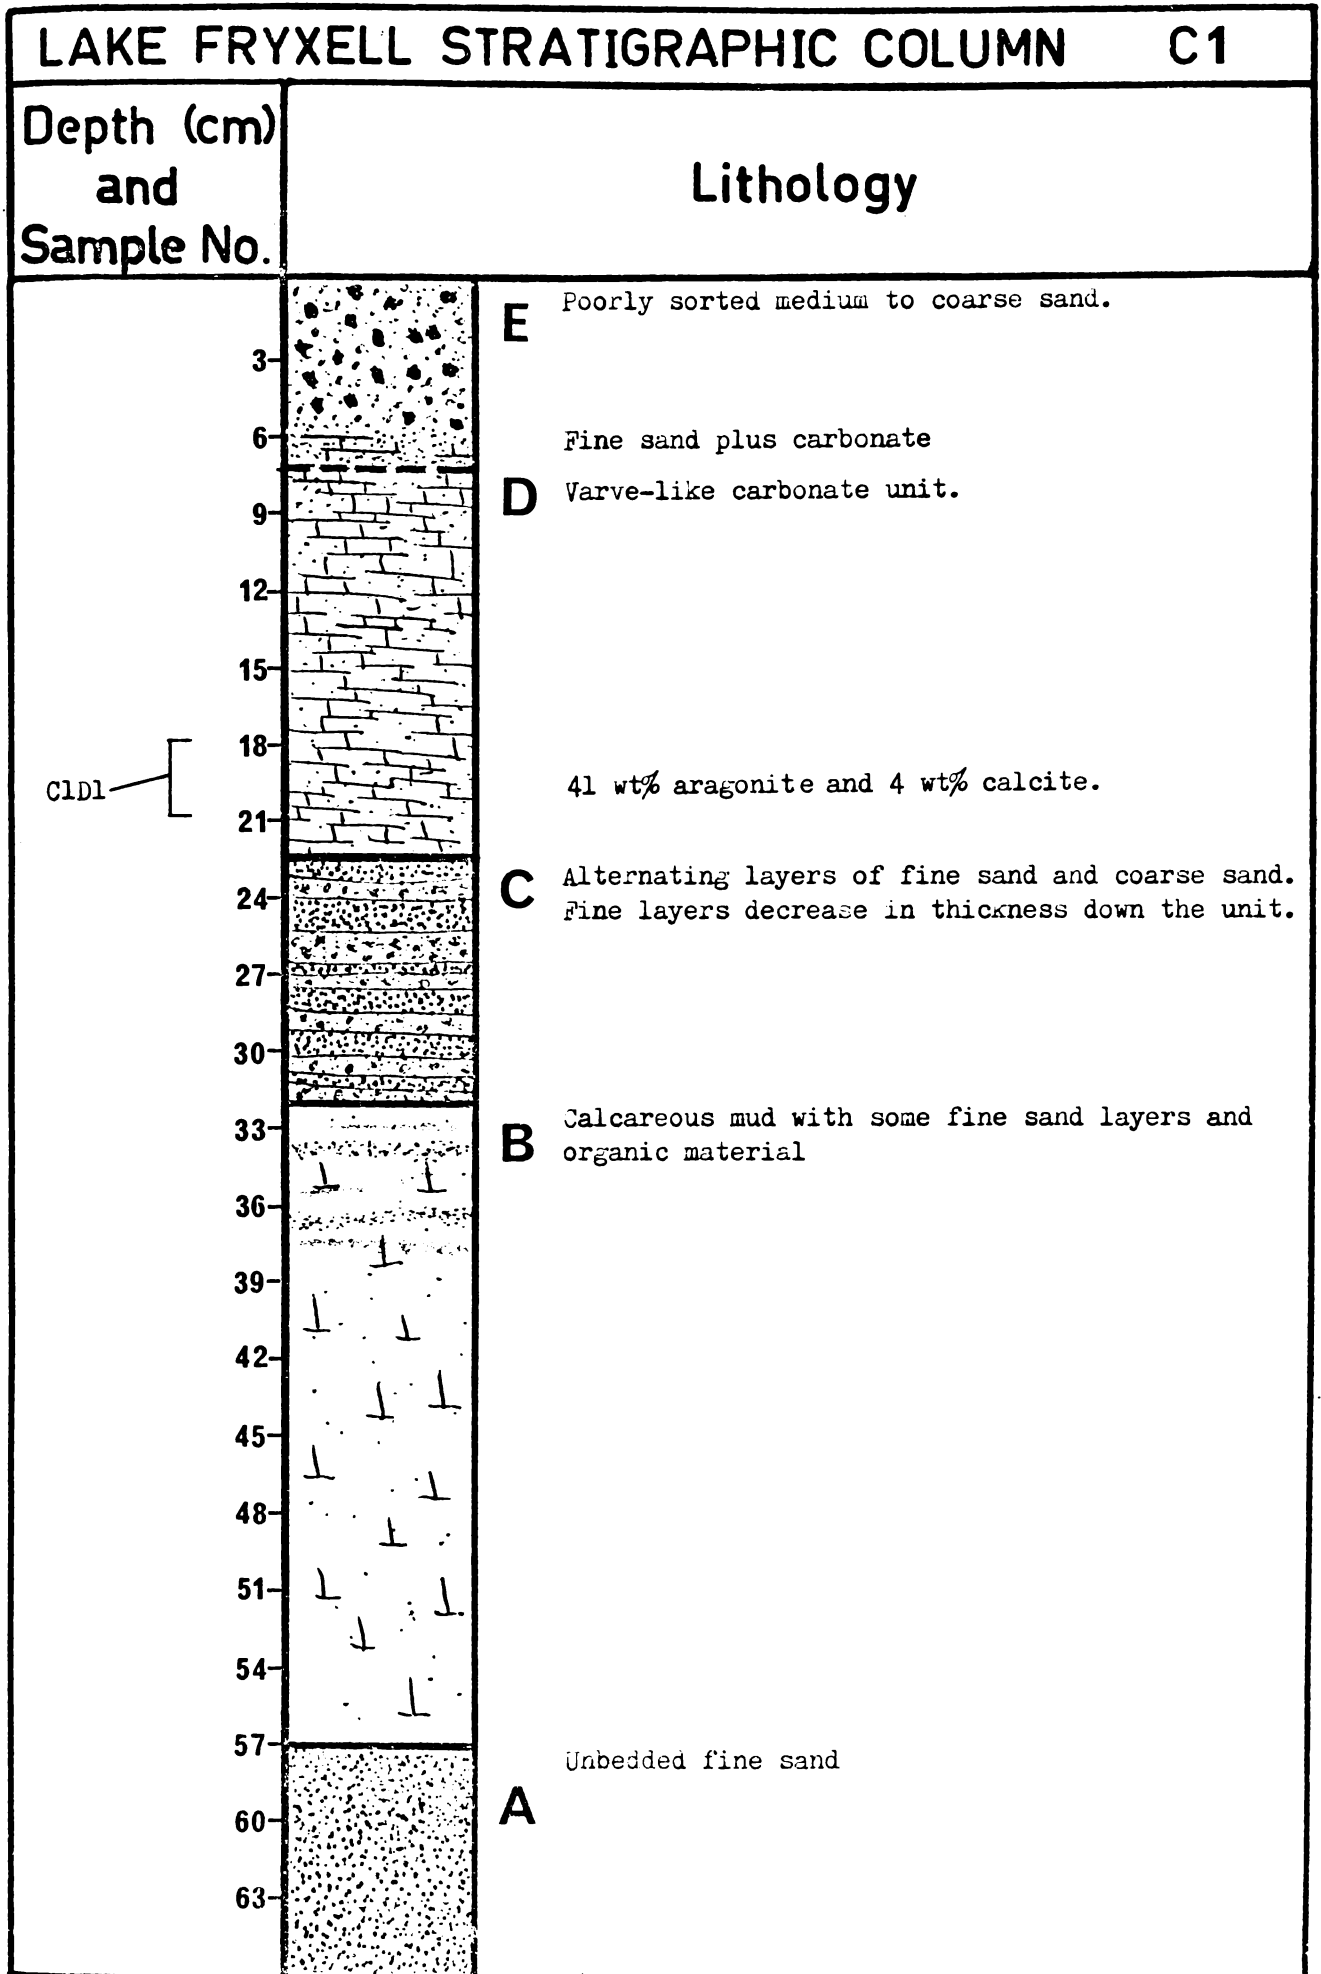 LAKE FRYXELL STRATIGRAPHIC COLUMN C1
Depth (cm)
and
Sample No.
Lithology
E Poorly sorted medium to coarse sand.
3
6 Fine sand plus carbonate
D Varve-like carbonate unit.
9
12
15
18
C1D1
41 wt% aragonite and 4 wt% calcite.
21
C Alternating layers of fine sand and coarse sand.
24 Fine layers decrease in thickness down the unit.
27
30
33
B Calcareous mud with some fine sand layers and
organic material
36
39
42
45
48
51
54
57
Unbedded fine sand
A
60
63